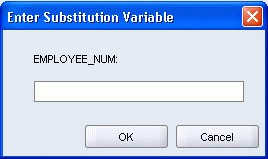 Enter Substitution Variable
EMPLOYEE_NUM:
OK
Cancel